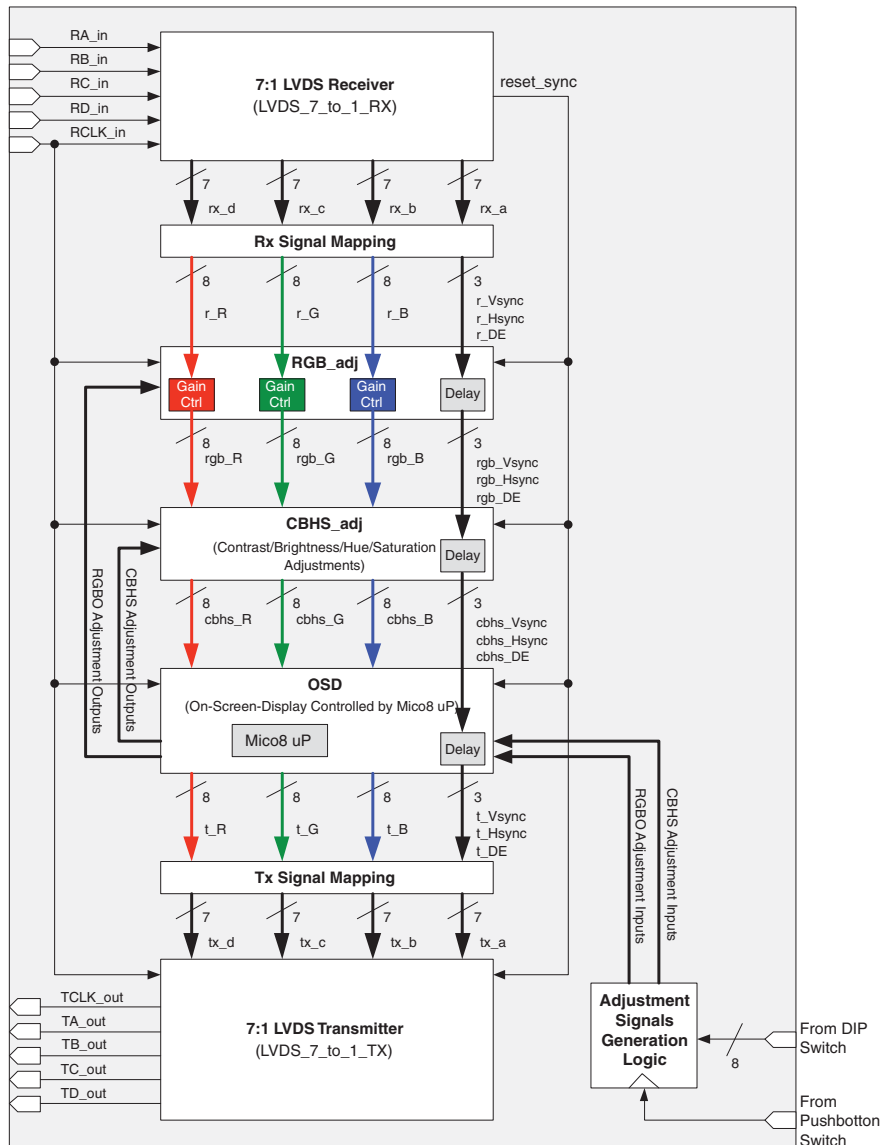 RA_in
RB_in
RC_in
RD_in
RCLK_in
7:1 LVDS Receiver
(LVDS_7_to_1_RX)
reset_sync
7
7
7
7
rx_d
rx_c
rx_b
rx_a
Rx Signal Mapping
8
8
8
3
r_R
r_G
r_B
r_Vsync
r_Hsync
r_DE
RGB_adj
Gain
Ctrl
Gain
Ctrl
Gain
Ctrl
Delay
8
8
8
3
rgb_R
rgb_G
rgb_B
rgb_Vsync
rgb_Hsync
rgb_DE
CBHS_adj
(Contrast/Brightness/Hue/Saturation
Adjustments)
Delay
RGBO Adjustment Outputs
CBHS Adjustment Outputs
8
8
8
3
cbhs_R
cbhs_G
cbhs_B
cbhs_Vsync
cbhs_Hsync
cbhs_DE
OSD
(On-Screen-Display Controlled by Mico8 uP)
Mico8 uP
Delay
8
8
8
3
t_R
t_G
t_B
t_Vsync
t_Hsync
t_DE
RGBO Adjustment Inputs
CBHS Adjustment Inputs
Tx Signal Mapping
7
7
7
7
tx_d
tx_c
tx_b
tx_a
7:1 LVDS Transmitter
(LVDS_7_to_1_TX)
TCLK_out
TA_out
TB_out
TC_out
TD_out
Adjustment
Signals
Generation
Logic
8
From DIP
Switch
From
Pushbotton
Switch